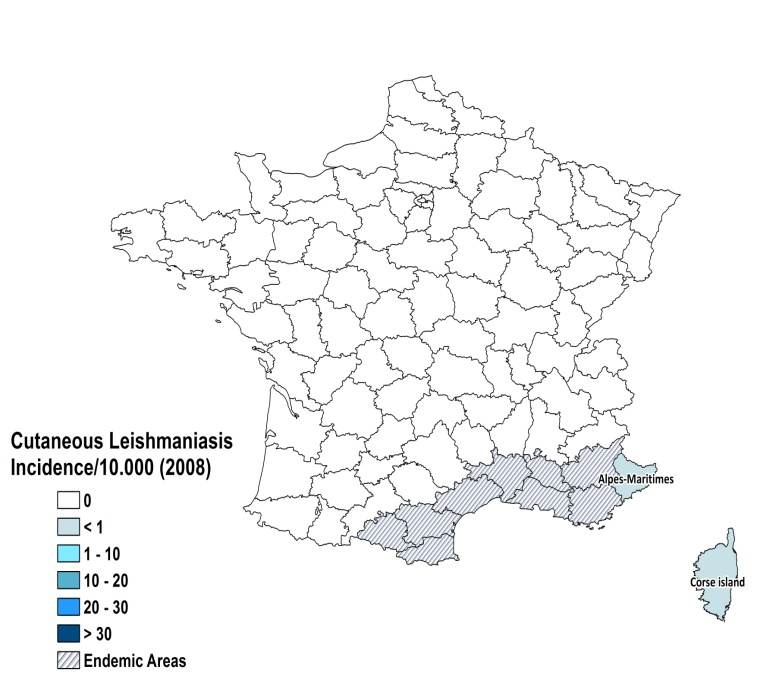 Cutaneous Leishmaniasis
Incidence/10.000 (2008)
0
< 1
1 - 10
10 - 20
20 - 30
> 30
Endemic Areas
Alpes-Maritimes
Corse island